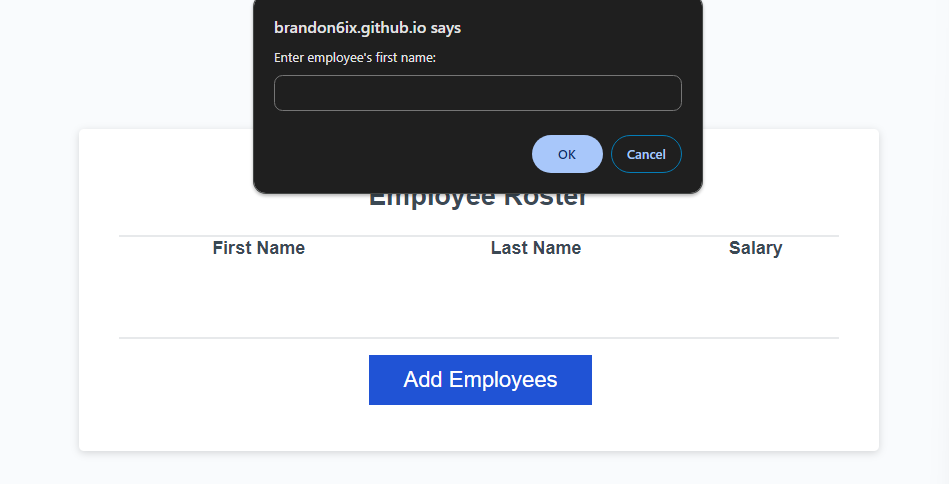 brandon6ix.github.io says
Enter employee's first name:
OK Cancel
Employee Roster
First Name Last Name Salary
Add Employees